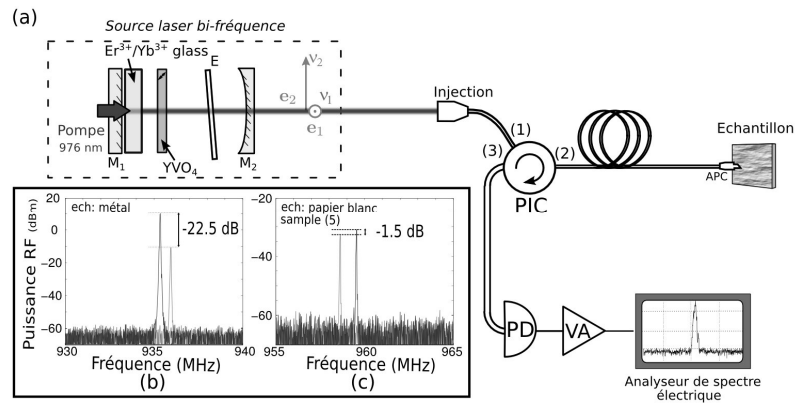 (a)
Source laser bi-fréquence
Er³⁺/Yb³⁺ glass
E
ν₂
e₂
ν₁
e₁
Pompe
976 nm
M₁
YVO₄
M₂
Injection
(1)
(3)
(2)
PIC
Echantillon
APC
PD
VA
Analyseur de spectre
électrique
Puissance RF (dBm)
20
0
−20
−40
−60
ech: métal
-22.5 dB
930
935
940
Fréquence (MHz)
(b)
−20
−40
−60
ech: papier blanc
sample (5)
-1.5 dB
955
960
965
Fréquence (MHz)
(c)